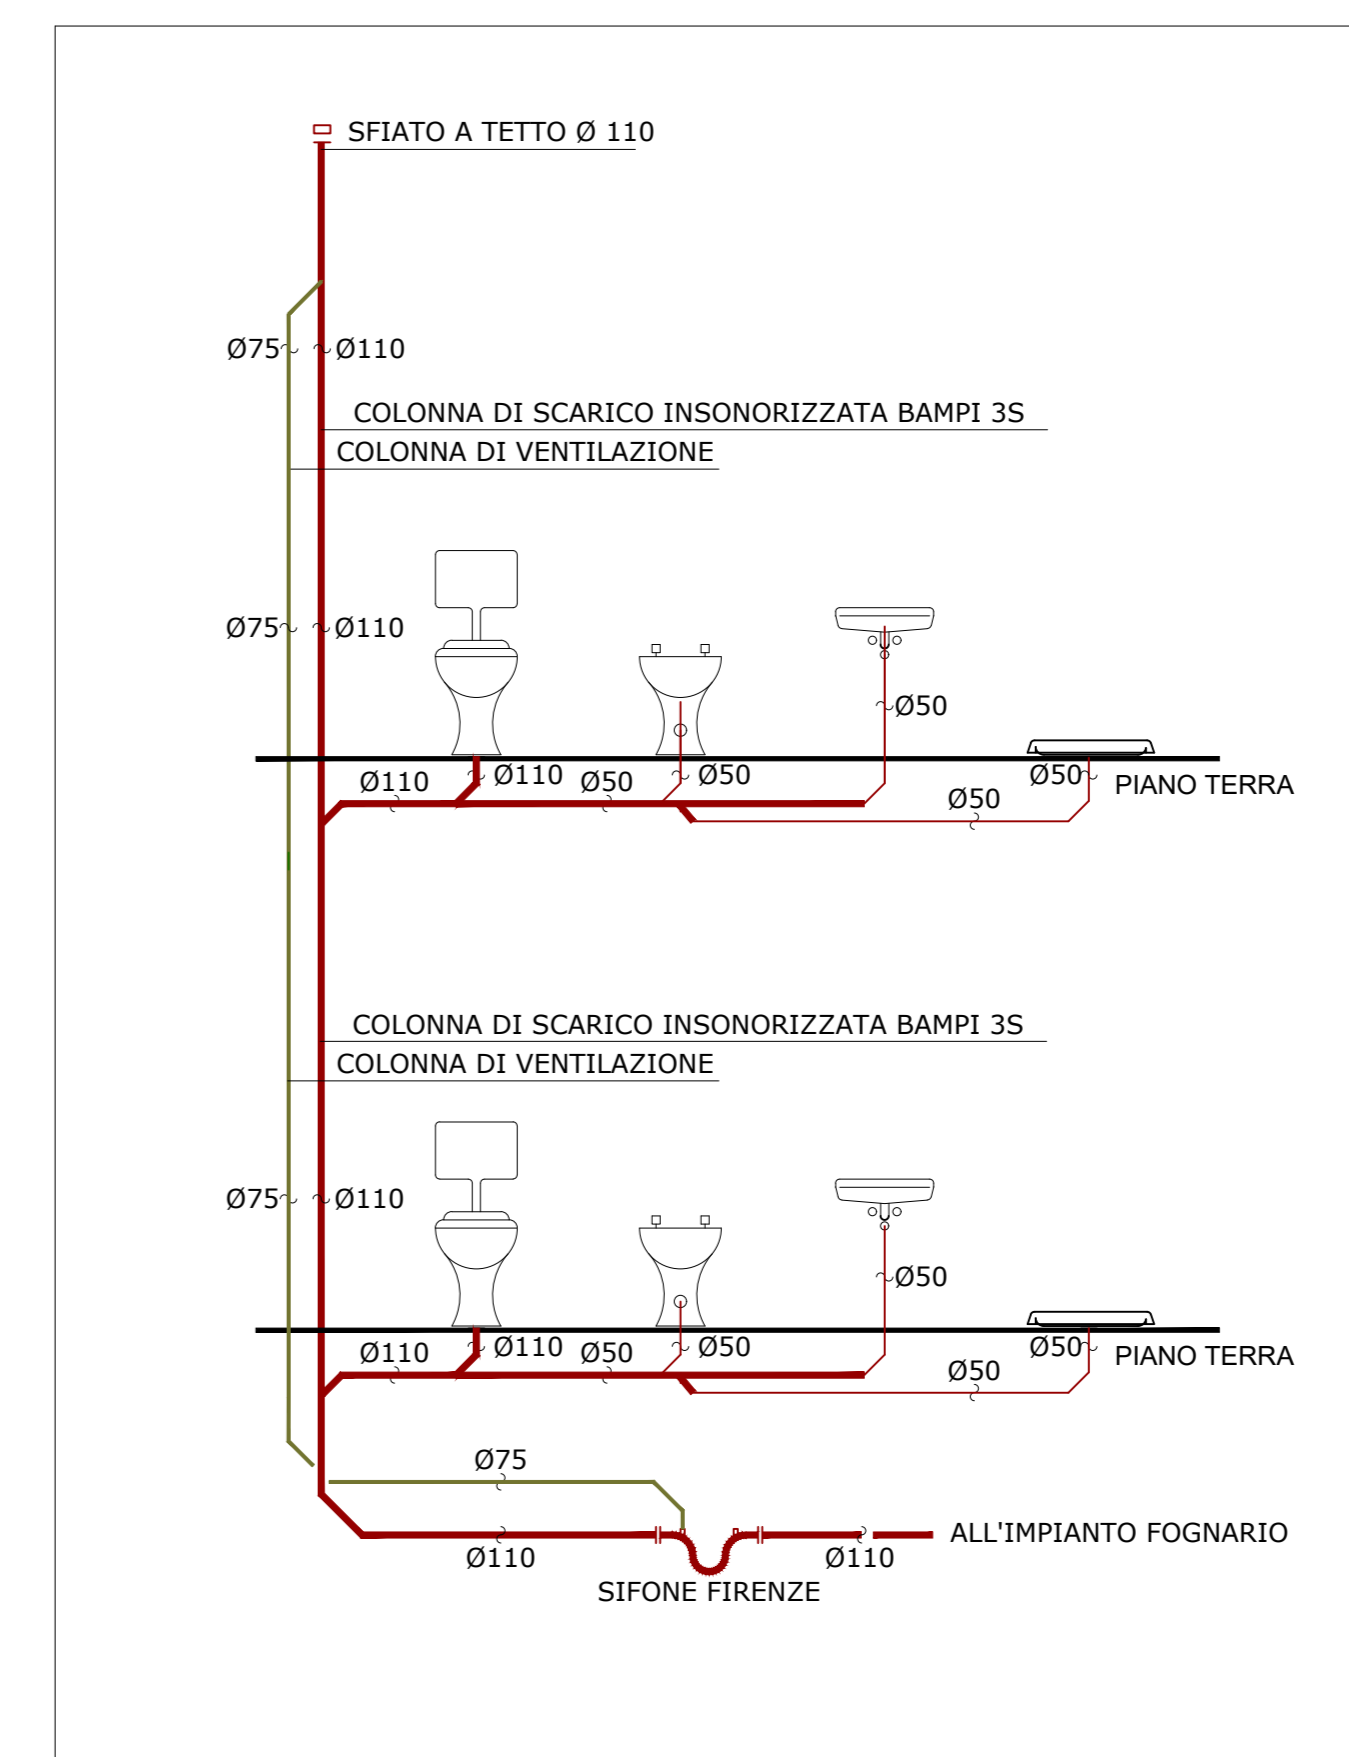 SFIATO A TETTO Ø 110
Ø75 Ø110
COLONNA DI SCARICO INSONORIZZATA BAMPI 3S
COLONNA DI VENTILAZIONE
Ø75 Ø110
Ø50
Ø110 Ø110 Ø50 Ø50 Ø50 PIANO TERRA
Ø50
COLONNA DI SCARICO INSONORIZZATA BAMPI 3S
COLONNA DI VENTILAZIONE
Ø75 Ø110
Ø50
Ø110 Ø110 Ø50 Ø50 Ø50 PIANO TERRA
Ø50
Ø75
ALL'IMPIANTO FOGNARIO
Ø110 Ø110
SIFONE FIRENZE